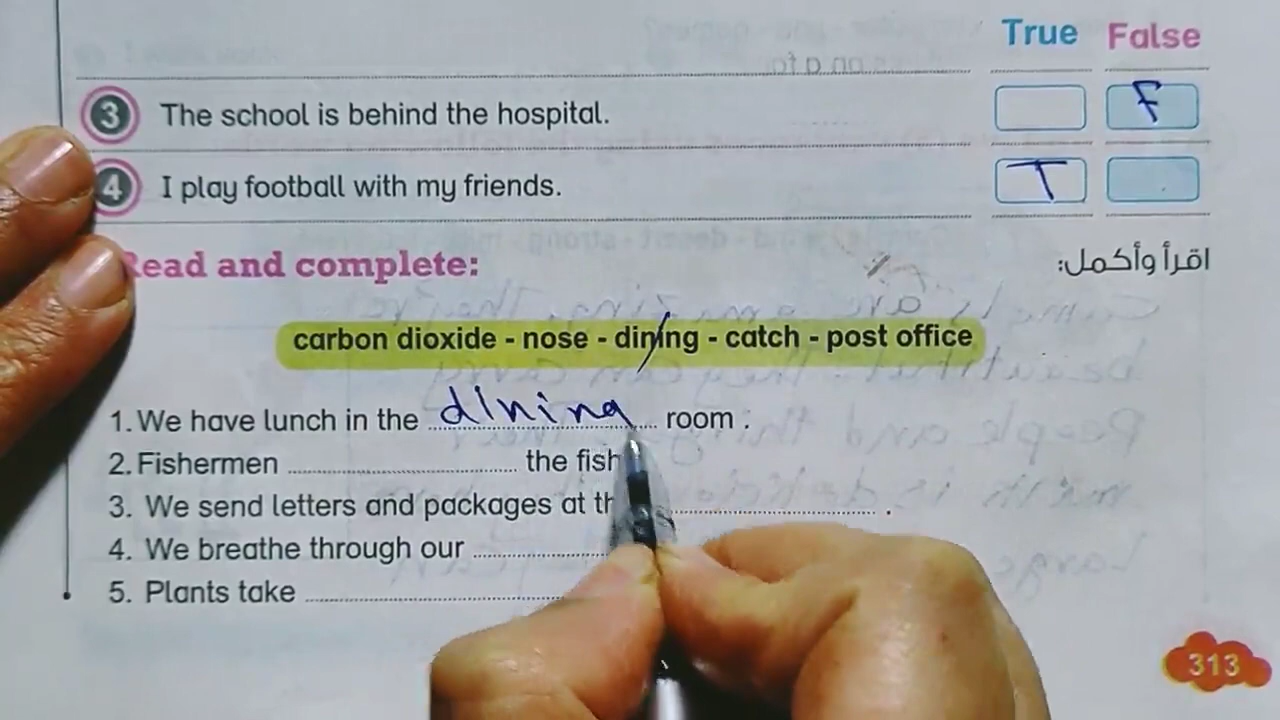 True False
3 The school is behind the hospital. F
4 I play football with my friends. T
Read and complete: اقرأ وأكمل:
carbon dioxide - nose - dining - catch - post office
1. We have lunch in the dining room .
2. Fishermen the fish
3. We send letters and packages at th .
4. We breathe through our
5. Plants take
313